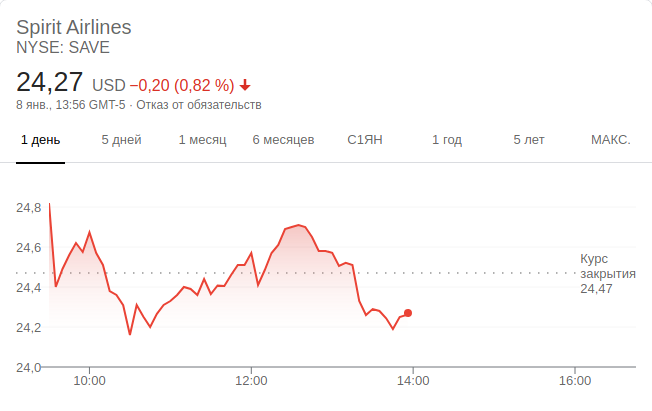 Spirit Airlines
NYSE: SAVE
24,27 USD −0,20 (0,82 %)
8 янв., 13:56 GMT-5 · Отказ от обязательств
1 день 5 дней 1 месяц 6 месяцев С1ЯН 1 год 5 лет МАКС.
24,8
24,6
Курс
закрытия
24,47
24,4
24,2
24,0
10:00 12:00 14:00 16:00